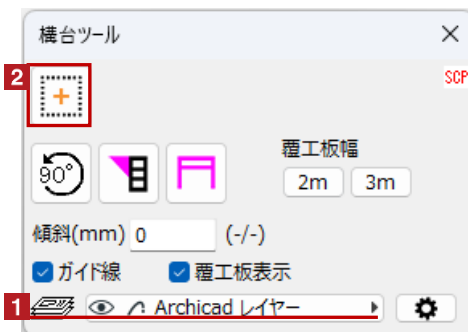 構台ツール
2
SCP
+
90°
覆工板幅
2m
3m
傾斜(mm) 0 (-/-)
ガイド線 覆工板表示
1 Archicad レイヤー